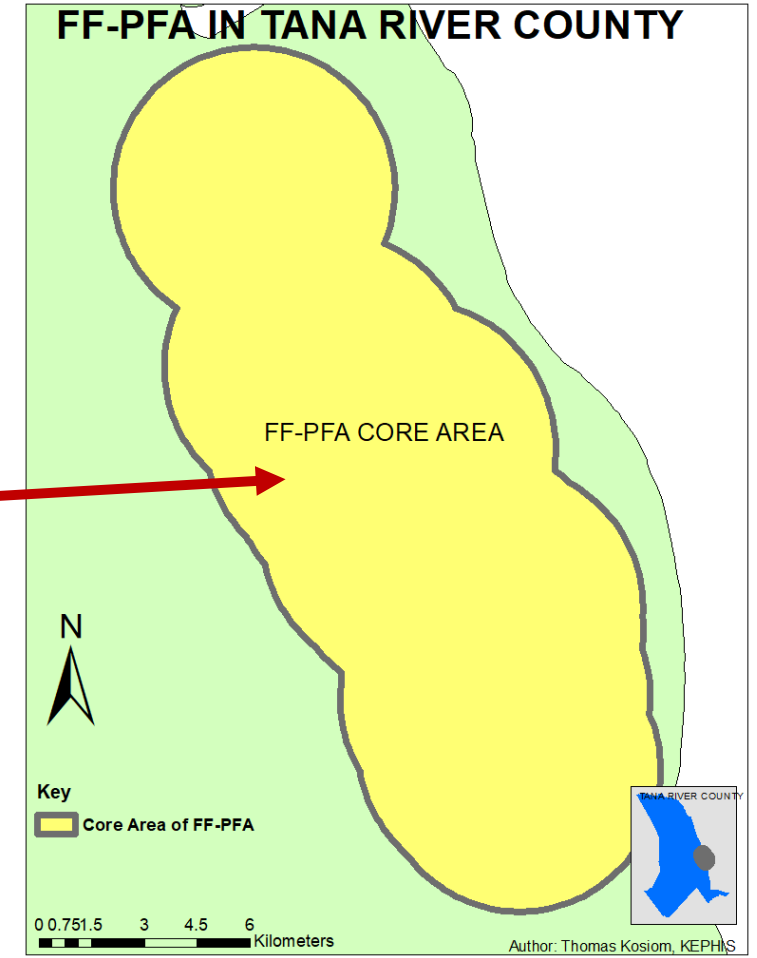 FF-PFA IN TANA RIVER COUNTY
FF-PFA CORE AREA
N
Key
Core Area of FF-PFA
0 0.751.5 3 4.5 6
Kilometers
TANA RIVER COUNTY
Author: Thomas Kosiom, KEPHIS